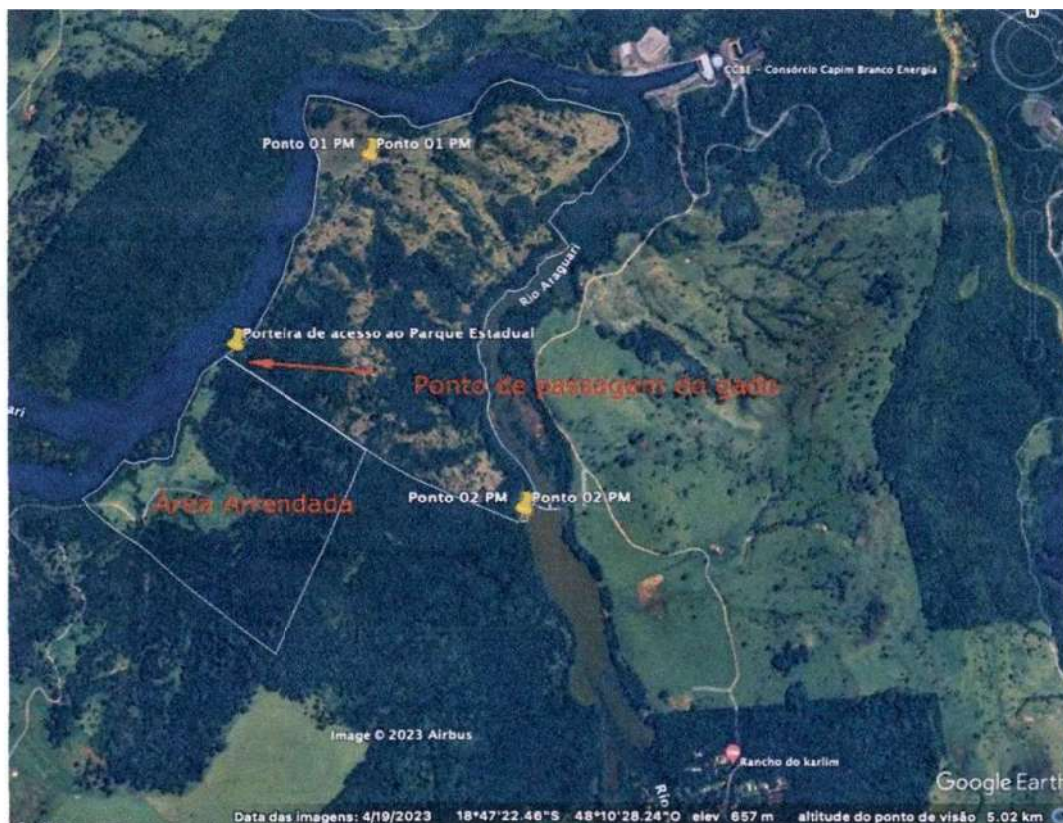 N
CCBE - Consórcio Capim Branco Energia
Ponto 01 PM Ponto 01 PM
Rio Araguari
Porteira de acesso ao Parque Estadual
Ponto de passagem do gado
ari
Ponto 02 PM Ponto 02 PM
Área Arrendada
Image © 2023 Airbus
Rancho do karlim
Rio
Google Earth
Data das imagens: 4/19/2023 18°47'22.46"S 48°10'28.24"O elev 657 m altitude do ponto de visão 5.02 km